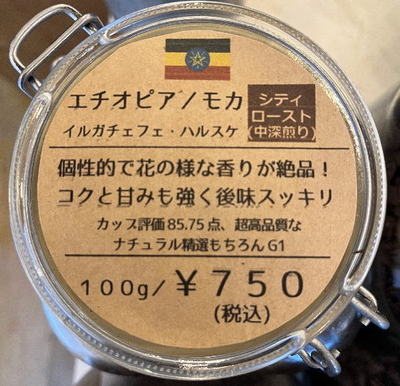 エチオピア/モカ
シティ
ロースト
(中深煎り)
イルガチェフェ・ハルスケ
個性的で花の様な香りが絶品！
コクと甘みも強く後味スッキリ
カップ評価85.75点、超高品質な
ナチュラル精選もちろんG1
100g/￥750
(税込)